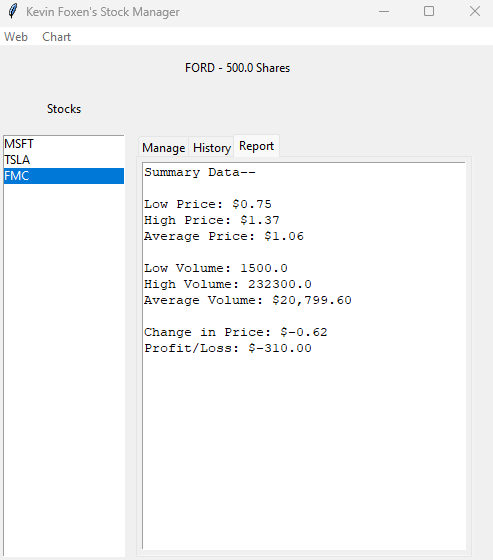 Kevin Foxen's Stock Manager
Web Chart
FORD - 500.0 Shares
Stocks
MSFT
TSLA
FMC
Manage History Report
Summary Data--
Low Price: $0.75
High Price: $1.37
Average Price: $1.06
Low Volume: 1500.0
High Volume: 232300.0
Average Volume: $20,799.60
Change in Price: $-0.62
Profit/Loss: $-310.00